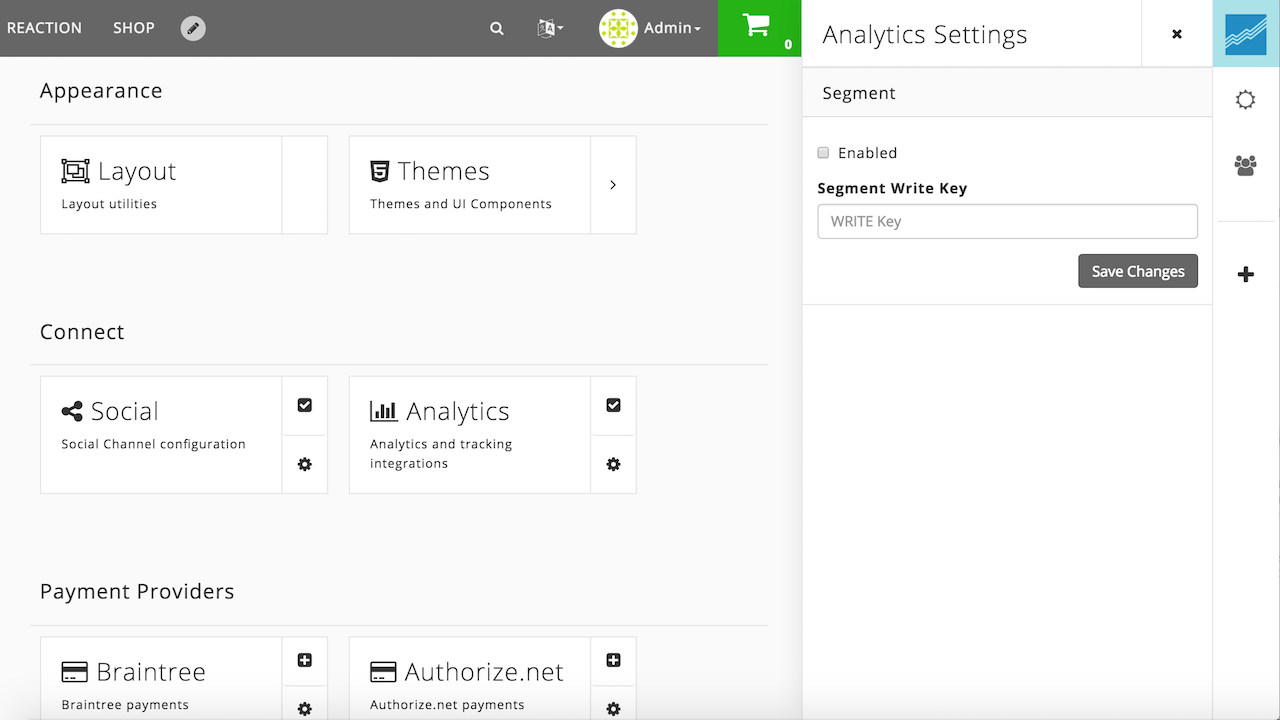 REACTION SHOP Admin 0
Appearance
Layout
Layout utilities
Themes
Themes and UI Components
Connect
Social
Social Channel configuration
Analytics
Analytics and tracking
integrations
Payment Providers
Braintree
Braintree payments
Authorize.net
Authorize.net payments
Analytics Settings
Segment
Enabled
Segment Write Key
WRITE Key
Save Changes